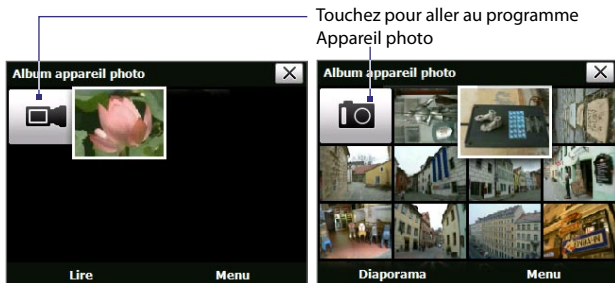 Touchez pour aller au programme
Appareil photo
Album appareil photo
Lire Menu
Album appareil photo
Diaporama Menu